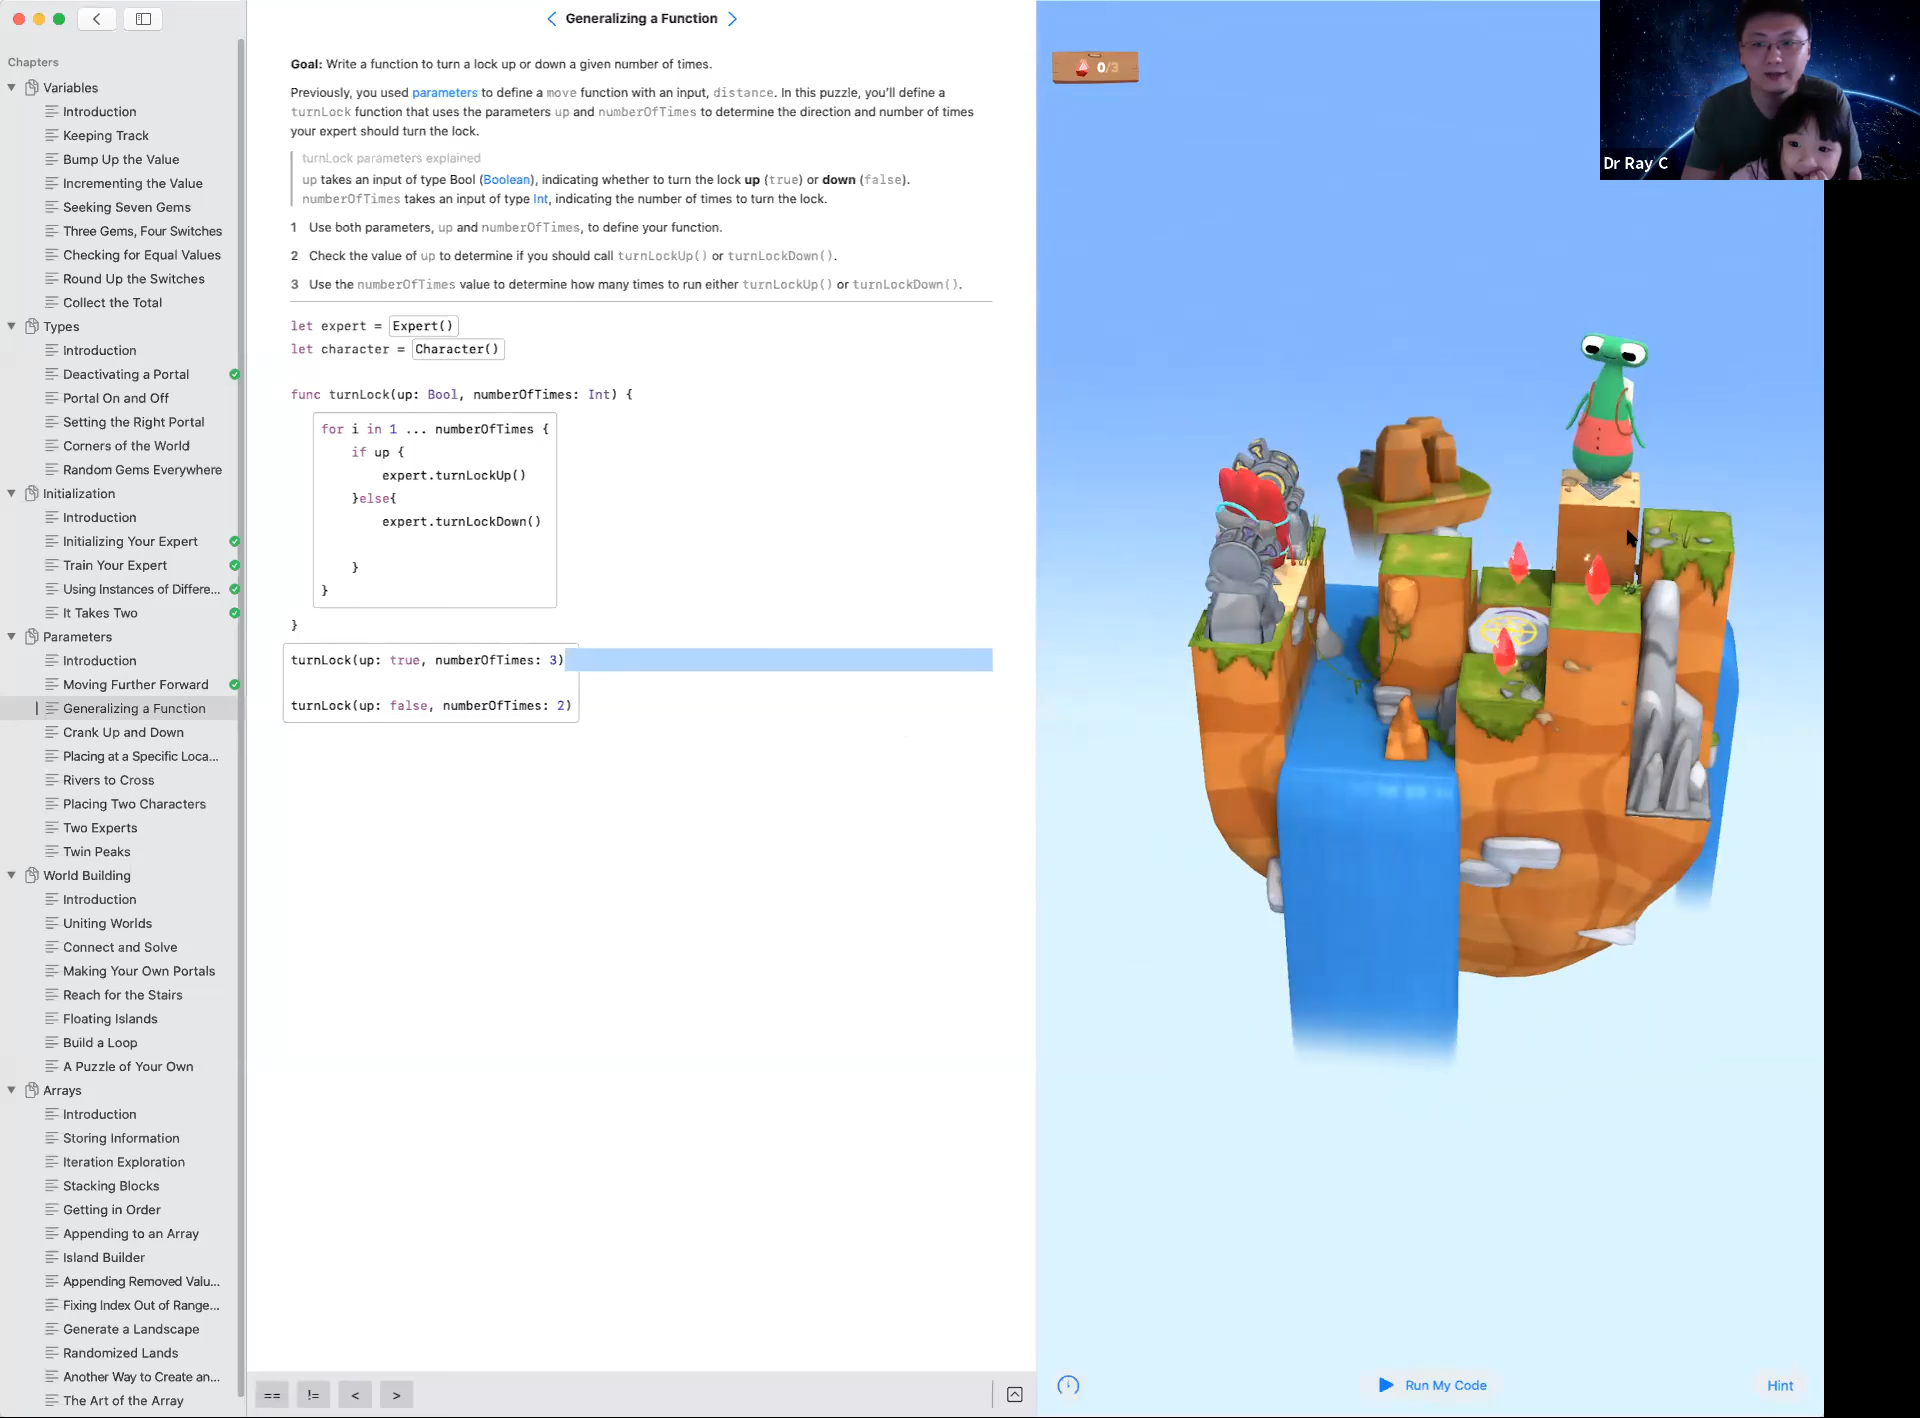 Chapters
Variables
Introduction
Keeping Track
Bump Up the Value
Incrementing the Value
Seeking Seven Gems
Three Gems, Four Switches
Checking for Equal Values
Round Up the Switches
Collect the Total
Types
Introduction
Deactivating a Portal
Portal On and Off
Setting the Right Portal
Corners of the World
Random Gems Everywhere
Initialization
Introduction
Initializing Your Expert
Train Your Expert
Using Instances of Differe...
It Takes Two
Parameters
Introduction
Moving Further Forward
Generalizing a Function
Crank Up and Down
Placing at a Specific Loca...
Rivers to Cross
Placing Two Characters
Two Experts
Twin Peaks
World Building
Introduction
Uniting Worlds
Connect and Solve
Making Your Own Portals
Reach for the Stairs
Floating Islands
Build a Loop
A Puzzle of Your Own
Arrays
Introduction
Storing Information
Iteration Exploration
Stacking Blocks
Getting in Order
Appending to an Array
Island Builder
Appending Removed Valu...
Fixing Index Out of Range...
Generate a Landscape
Randomized Lands
Another Way to Create an...
The Art of the Array
Generalizing a Function
Goal: Write a function to turn a lock up or down a given number of times.
Previously, you used parameters to define a move function with an input, distance. In this puzzle, you'll define a
turnLock function that uses the parameters up and numberOfTimes to determine the direction and number of times
your expert should turn the lock.
turnLock parameters explained
up takes an input of type Bool (Boolean), indicating whether to turn the lock up (true) or down (false).
numberOfTimes takes an input of type Int, indicating the number of times to turn the lock.
1 Use both parameters, up and numberOfTimes, to define your function.
2 Check the value of up to determine if you should call turnLockUp() or turnLockDown().
3 Use the numberOfTimes value to determine how many times to run either turnLockUp() or turnLockDown().
let expert = Expert()
let character = Character()
func turnLock(up: Bool, numberOfTimes: Int) {
for i in 1 ... numberOfTimes {
if up {
expert.turnLockUp()
}else{
expert.turnLockDown()
}
}
}
turnLock(up: true, numberOfTimes: 3)
turnLock(up: false, numberOfTimes: 2)
== != < >
0/3
Dr Ray C
Run My Code
Hint